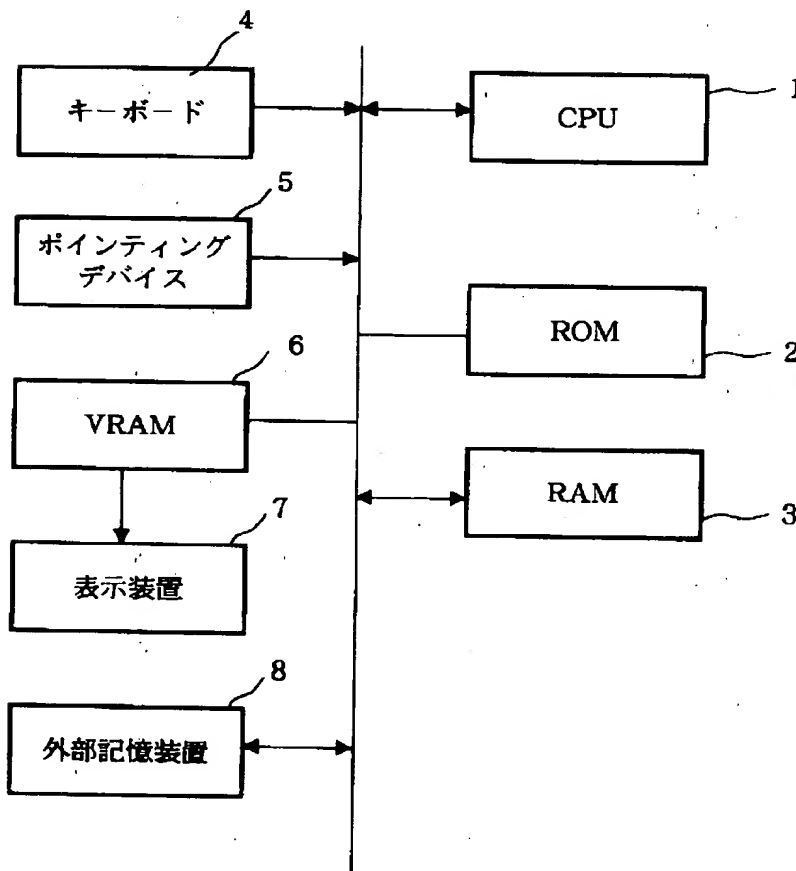 4
キーボード
1
CPU
5
ポインティング
デバイス
ROM
2
6
VRAM
RAM
3
7
表示装置
8
外部記憶装置